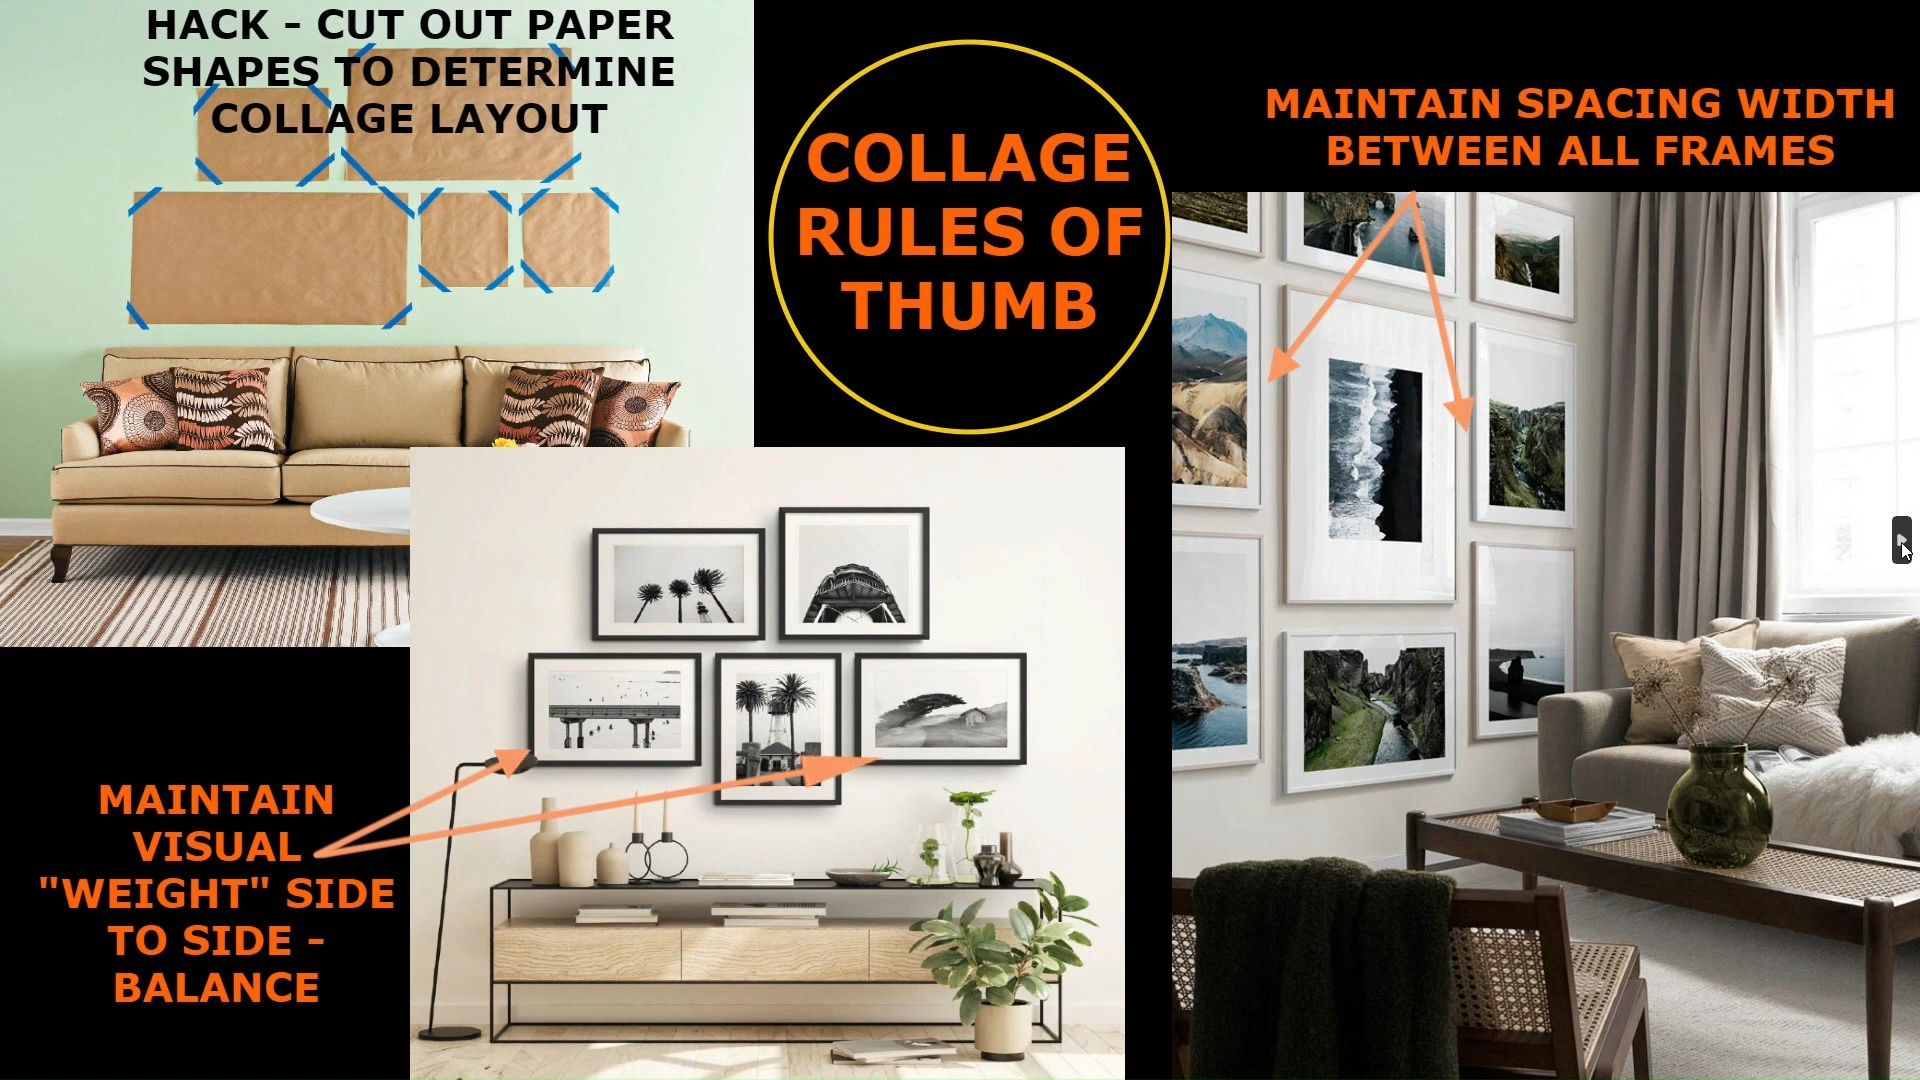 HACK - CUT OUT PAPER
SHAPES TO DETERMINE
COLLAGE LAYOUT
COLLAGE
RULES OF
THUMB
MAINTAIN SPACING WIDTH
BETWEEN ALL FRAMES
MAINTAIN
VISUAL
"WEIGHT" SIDE
TO SIDE -
BALANCE